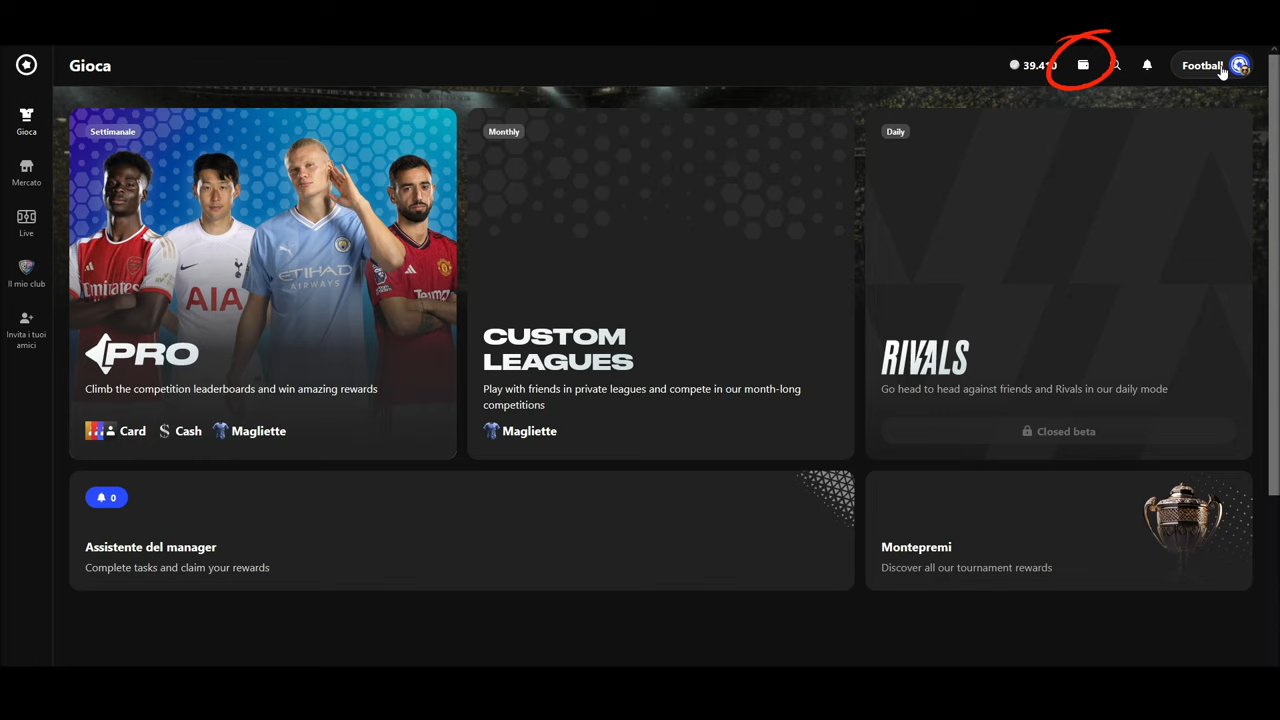 Gioca
39.410
Football
Gioca
Mercato
Live
Il mio club
Invita i tuoi
amici
Settimanale
Emirates
AIA
ETIHAD
AIRWAYS
PRO
Climb the competition leaderboards and win amazing rewards
Card
Cash
Magliette
Monthly
CUSTOM
LEAGUES
Play with friends in private leagues and compete in our month-long
competitions
Magliette
Daily
RIVALS
Go head to head against friends and Rivals in our daily mode
Closed beta
0
Assistente del manager
Complete tasks and claim your rewards
Montepremi
Discover all our tournament rewards